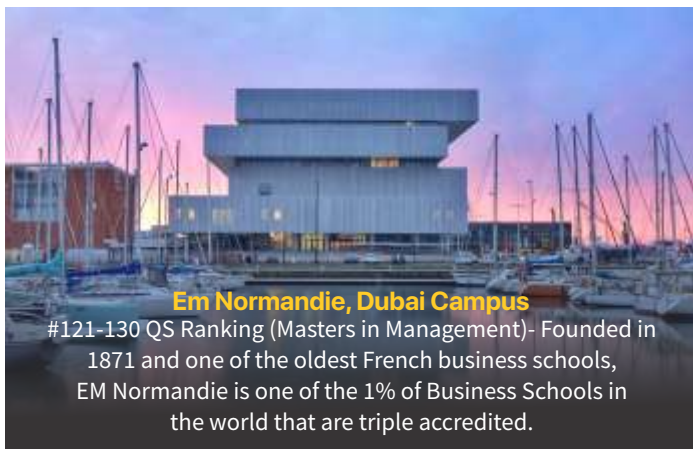 Em Normandie, Dubai Campus
#121-130 QS Ranking (Masters in Management)- Founded in
1871 and one of the oldest French business schools,
EM Normandie is one of the 1% of Business Schools in
the world that are triple accredited.